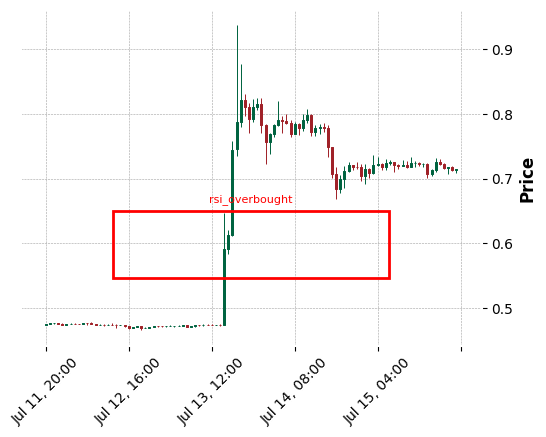 0.9
0.8
0.7
0.6
0.5
Price
rsi_overbought
Jul 11, 20:00
Jul 12, 16:00
Jul 13, 12:00
Jul 14, 08:00
Jul 15, 04:00